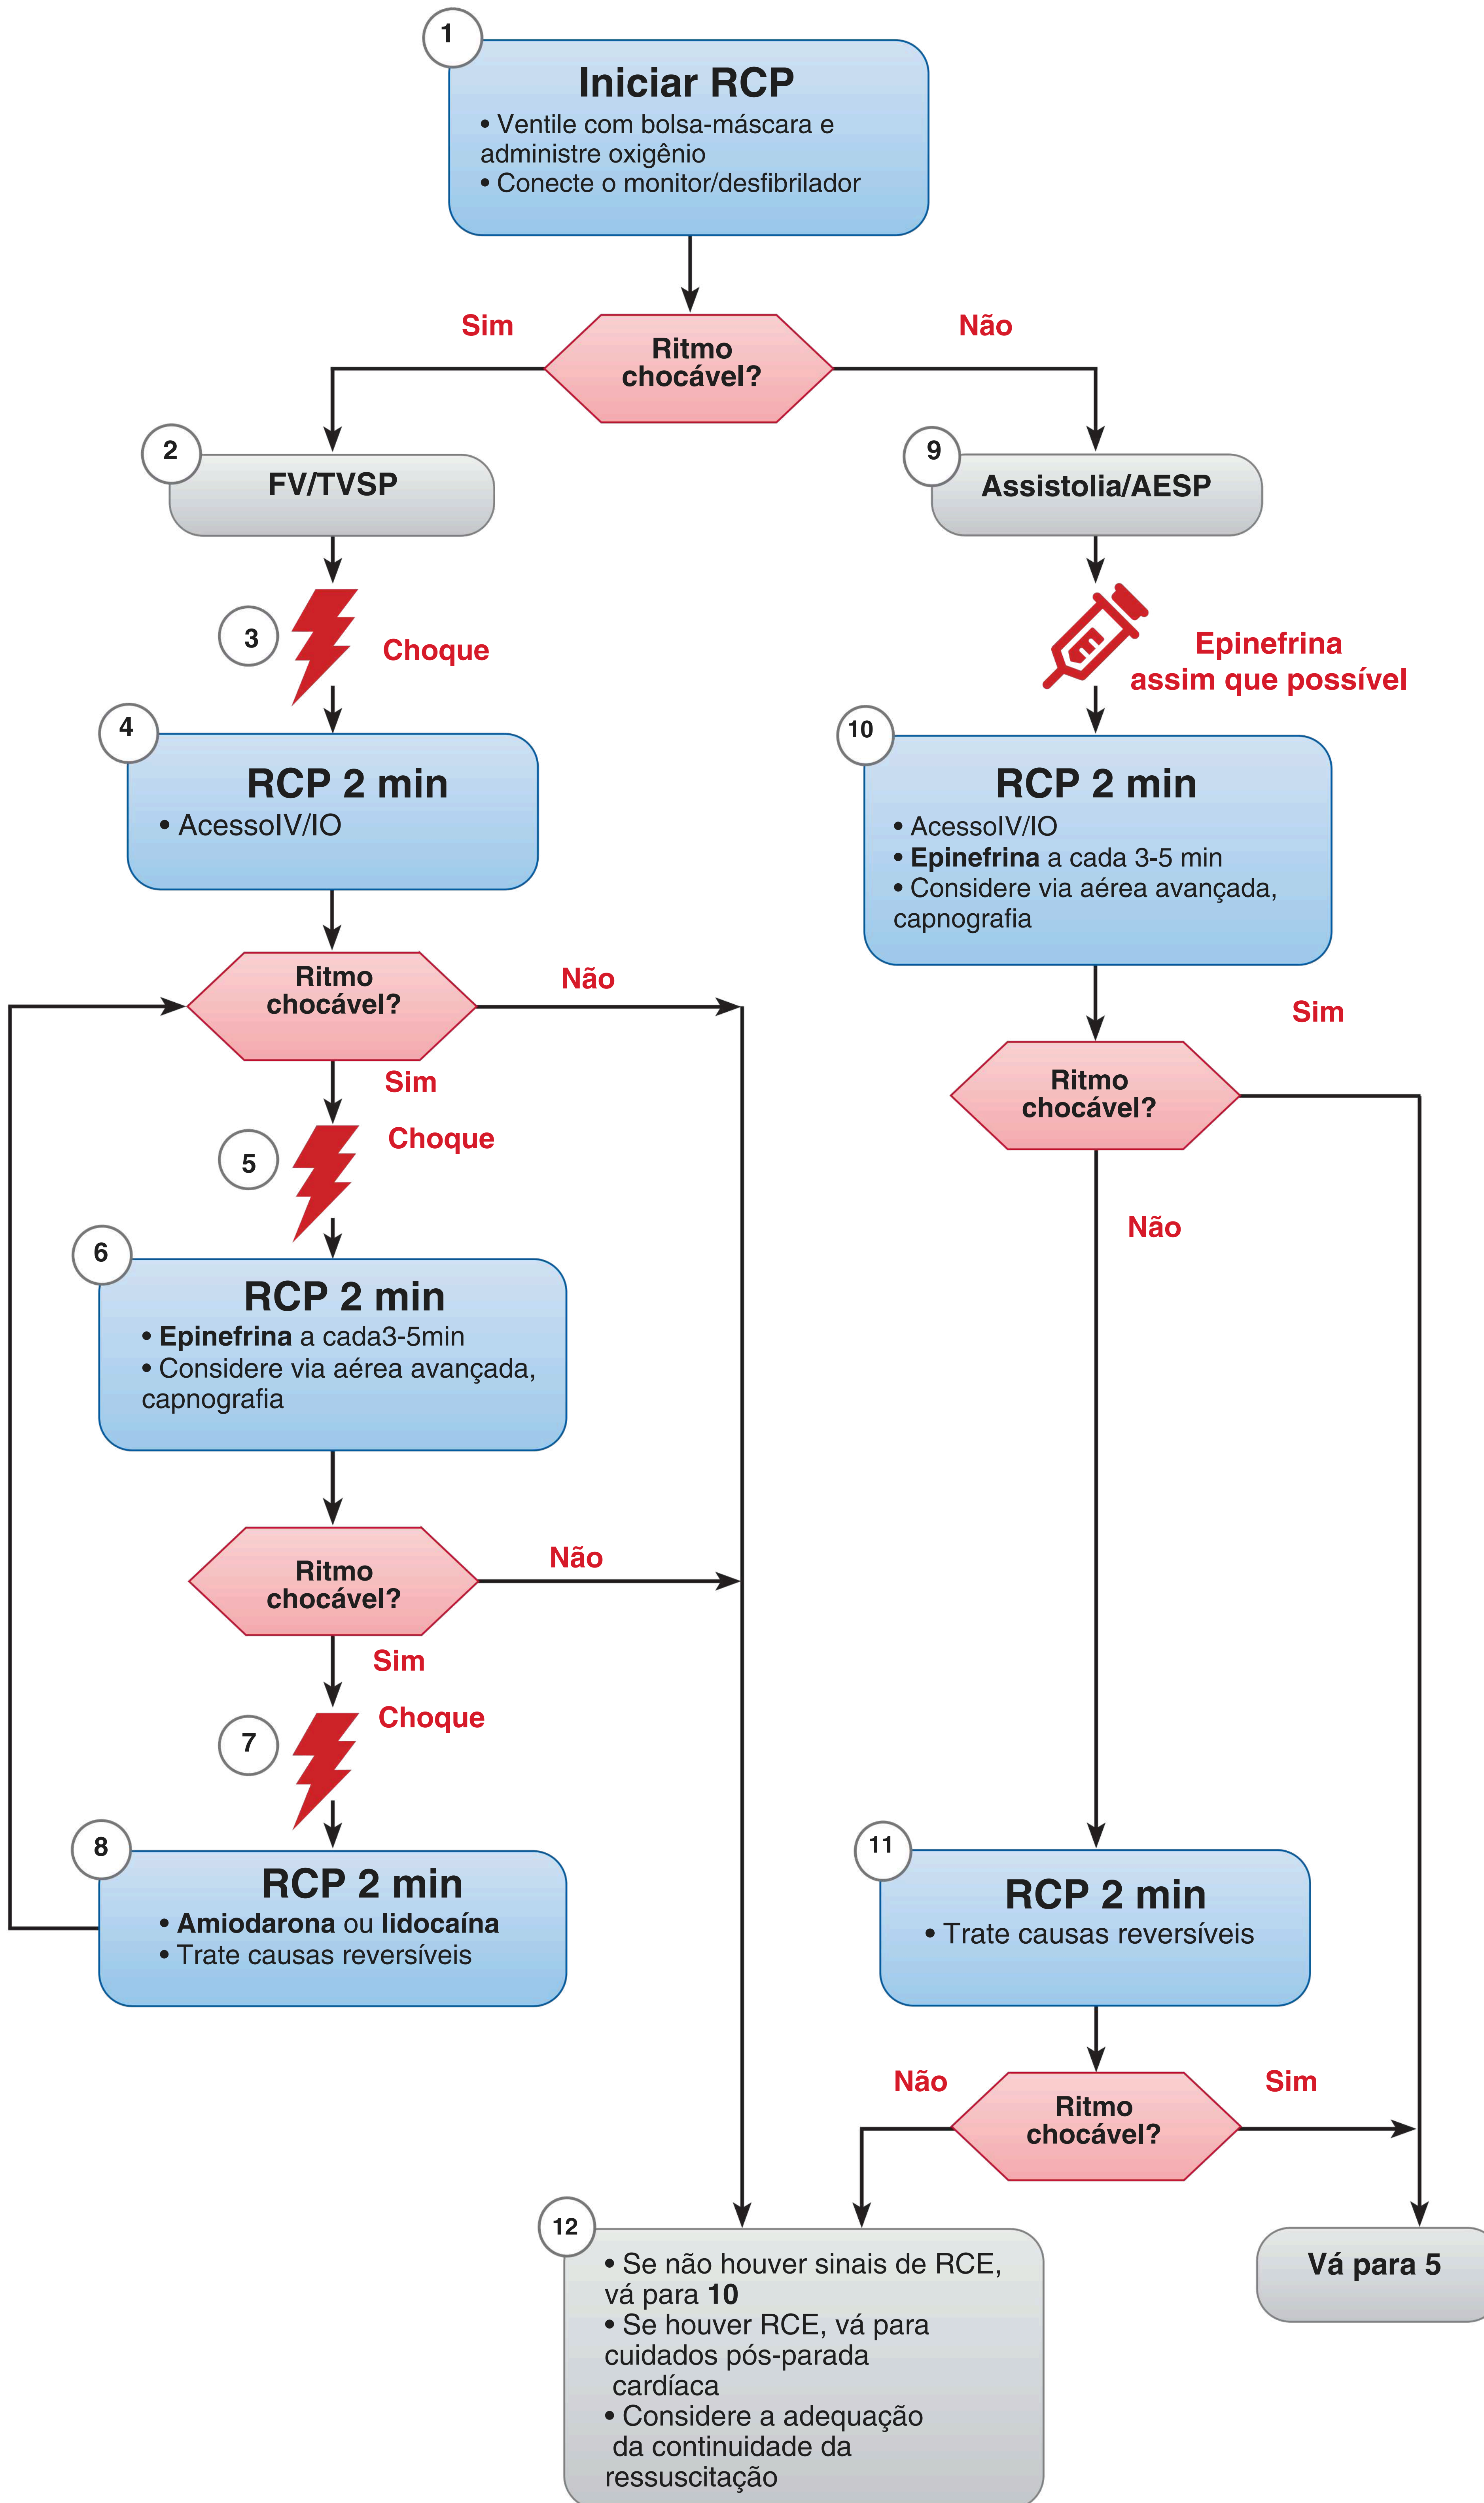 1
Iniciar RCP
• Ventile com bolsa-máscara e
administre oxigênio
• Conecte o monitor/desfibrilador
Sim
Ritmo
chocável?
Não
2
FV/TVSP
9
Assistolia/AESP
3
Choque
Epinefrina
assim que possível
4
RCP 2 min
• AcessoIV/IO
10
RCP 2 min
• AcessoIV/IO
• Epinefrina a cada 3-5 min
• Considere via aérea avançada,
capnografia
Ritmo
chocável?
Não
Sim
Sim
Ritmo
chocável?
Não
5
Choque
6
RCP 2 min
• Epinefrina a cada3-5min
• Considere via aérea avançada,
capnografia
Ritmo
chocável?
Não
Sim
7
Choque
8
RCP 2 min
• Amiodarona ou lidocaína
• Trate causas reversíveis
11
RCP 2 min
• Trate causas reversíveis
Não
Ritmo
chocável?
Sim
12
• Se não houver sinais de RCE,
vá para 10
• Se houver RCE, vá para
cuidados pós-parada
cardíaca
• Considere a adequação
da continuidade da
ressuscitação
Vá para 5